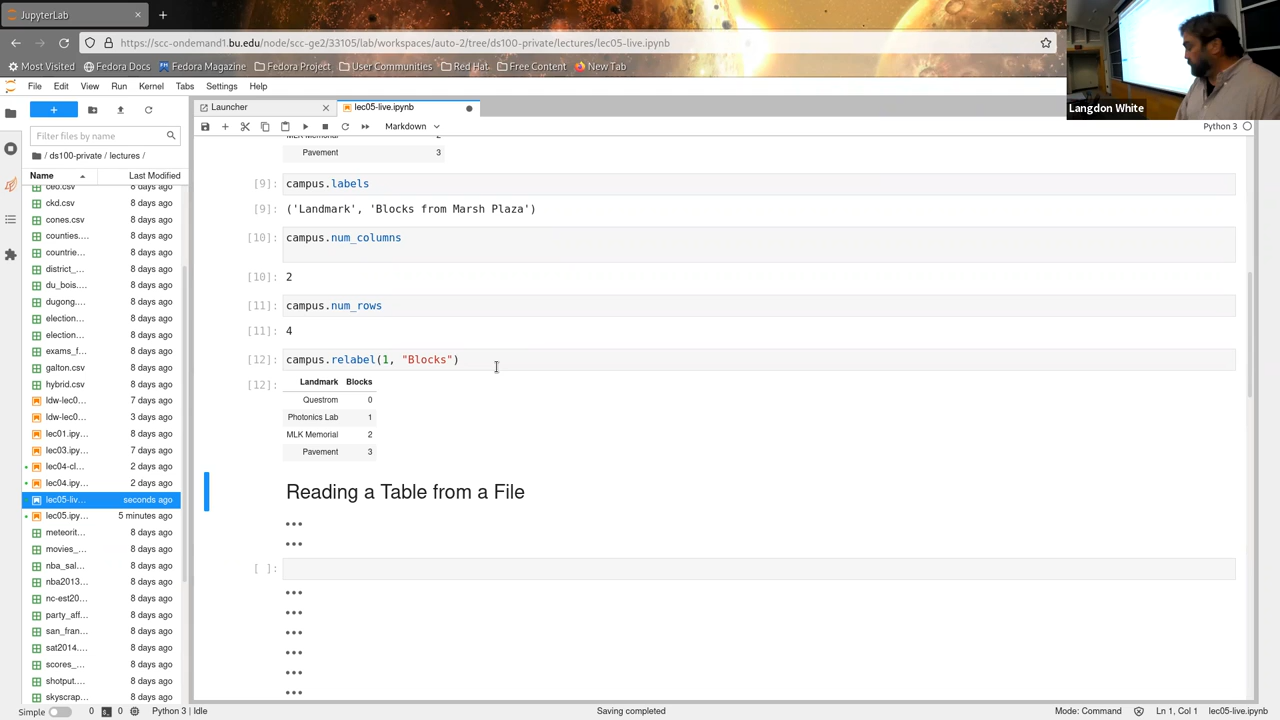 JupyterLab
https://scc-ondemand1.bu.edu/node/scc-ge2/33105/lab/workspaces/auto-2/tree/ds100-private/lectures/lec05-live.ipynb
Most Visited Fedora Docs Fedora Magazine Fedora Project User Communities Red Hat Free Content New Tab
Langdon White
File Edit View Run Kernel Tabs Settings Help
Launcher lec05-live.ipynb
Markdown Python 3
Filter files by name
/ ds100-private / lectures /
Name Last Modified
ceo.csv 8 days ago
ckd.csv 8 days ago
cones.csv 8 days ago
counties.... 8 days ago
countrie... 8 days ago
district_... 8 days ago
du_bois.... 8 days ago
dugong.... 8 days ago
election... 8 days ago
election... 8 days ago
exams_f... 8 days ago
galton.csv 8 days ago
hybrid.csv 8 days ago
ldw-lec0... 7 days ago
ldw-lec0... 3 days ago
lec01.ipy... 8 days ago
lec03.ipy... 7 days ago
lec04-cl... 2 days ago
lec04.ipy... 2 days ago
lec05-liv... seconds ago
lec05.ipy... 5 minutes ago
meteorit... 8 days ago
movies_... 8 days ago
nba_sal... 8 days ago
nba2013... 8 days ago
nc-est20... 8 days ago
party_aff... 8 days ago
san_fran... 8 days ago
sat2014.... 8 days ago
scores_... 8 days ago
shotput.... 8 days ago
skyscrap... 8 days ago
MLK Memorial 2
Pavement 3
[9]: campus.labels
[9]: ('Landmark', 'Blocks from Marsh Plaza')
[10]: campus.num_columns
[10]: 2
[11]: campus.num_rows
[11]: 4
[12]: campus.relabel(1, "Blocks")
[12]: Landmark Blocks
Questrom 0
Photonics Lab 1
MLK Memorial 2
Pavement 3
Reading a Table from a File
[ ]:
Simple 0 0 Python 3 | Idle Saving completed Mode: Command Ln 1, Col 1 lec05-live.ipynb